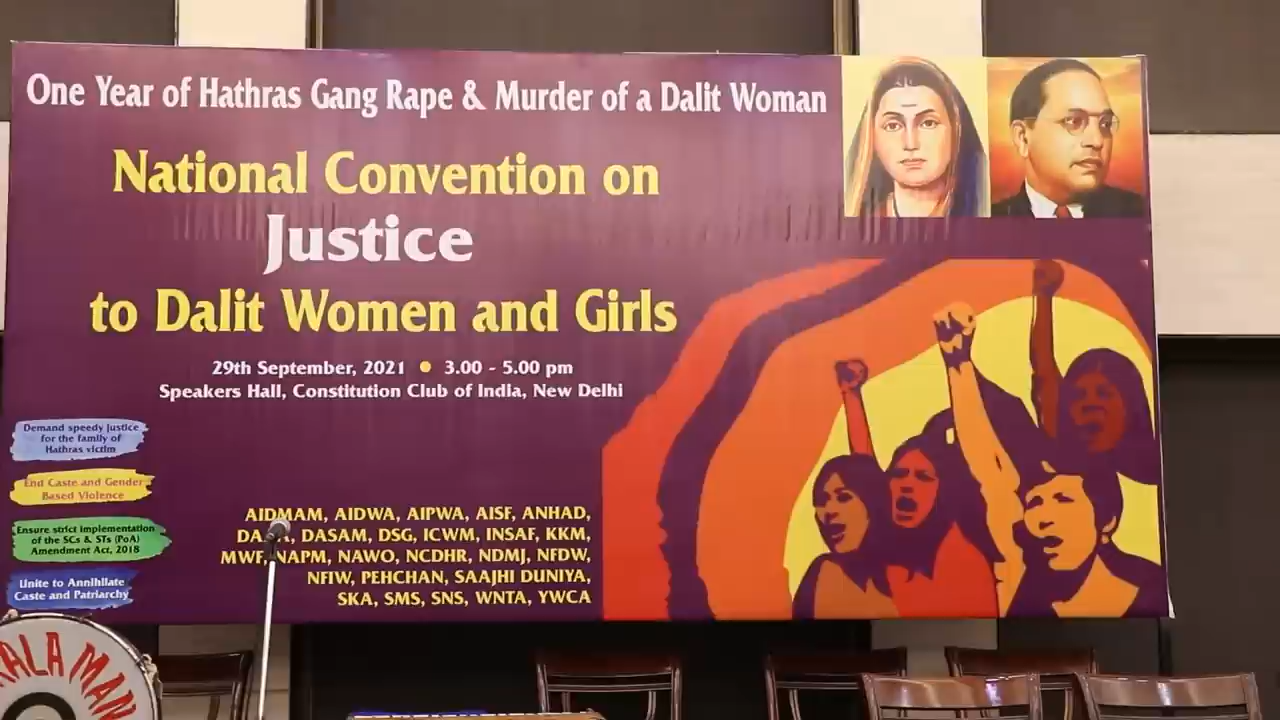 One Year of Hathras Gang Rape & Murder of a Dalit Woman
National Convention on
Justice
to Dalit Women and Girls
29th September, 2021 • 3.00 - 5.00 pm
Speakers Hall, Constitution Club of India, New Delhi
Demand speedy justice
for the family of
Hathras victim
End Caste and Gender
Based Violence
Ensure strict implementation
of the SCs & STs (PoA)
Amendment Act, 2018
Unite to Annihilate
Caste and Patriarchy
AIDMAM, AIDWA, AIPWA, AISF, ANHAD,
DASAM, DSG, ICWM, INSAF, KKM,
MWF, NAPM, NAWO, NCDHR, NDMJ, NFDW,
NFIW, PEHCHAN, SAAJHI DUNIYA,
SKA, SMS, SNS, WNTA, YWCA